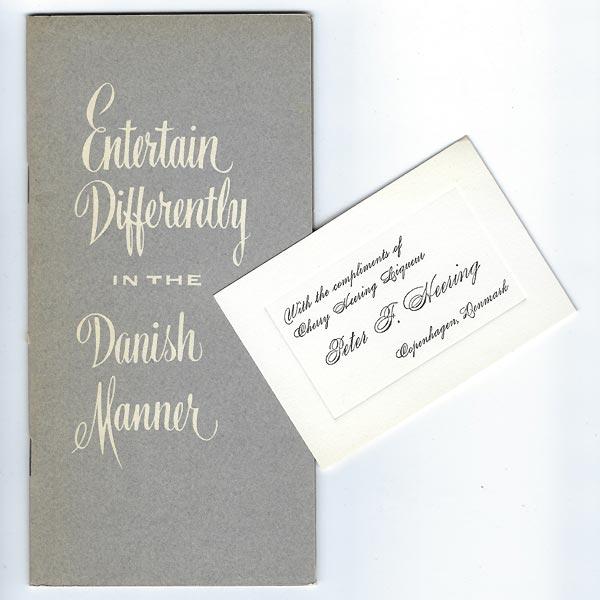 Entertain
Differently
IN THE
Danish
Manner
With the compliments of
Cherry Heering Liqueur
Peter F. Heering
Copenhagen, Denmark